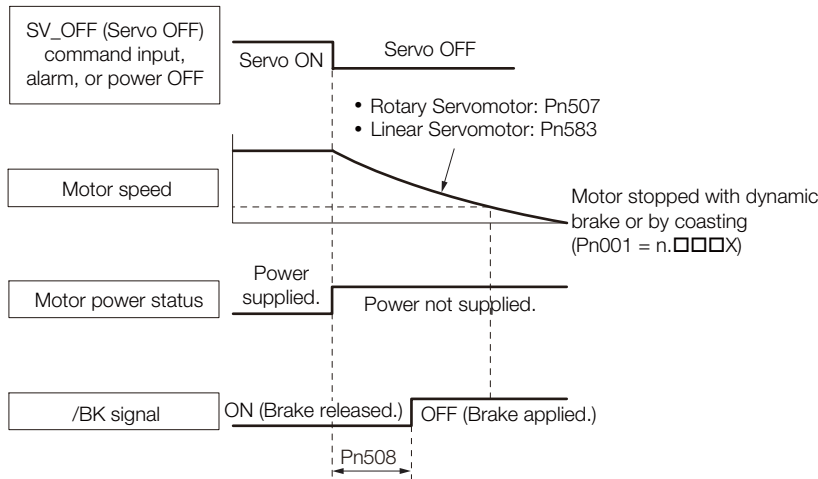 SV_OFF (Servo OFF)
command input,
alarm, or power OFF
Servo ON
Servo OFF
• Rotary Servomotor: Pn507
• Linear Servomotor: Pn583
Motor speed
Motor stopped with dynamic
brake or by coasting
(Pn001 = n.□□□X)
Motor power status
Power
supplied.
Power not supplied.
/BK signal
ON (Brake released.)
OFF (Brake applied.)
Pn508